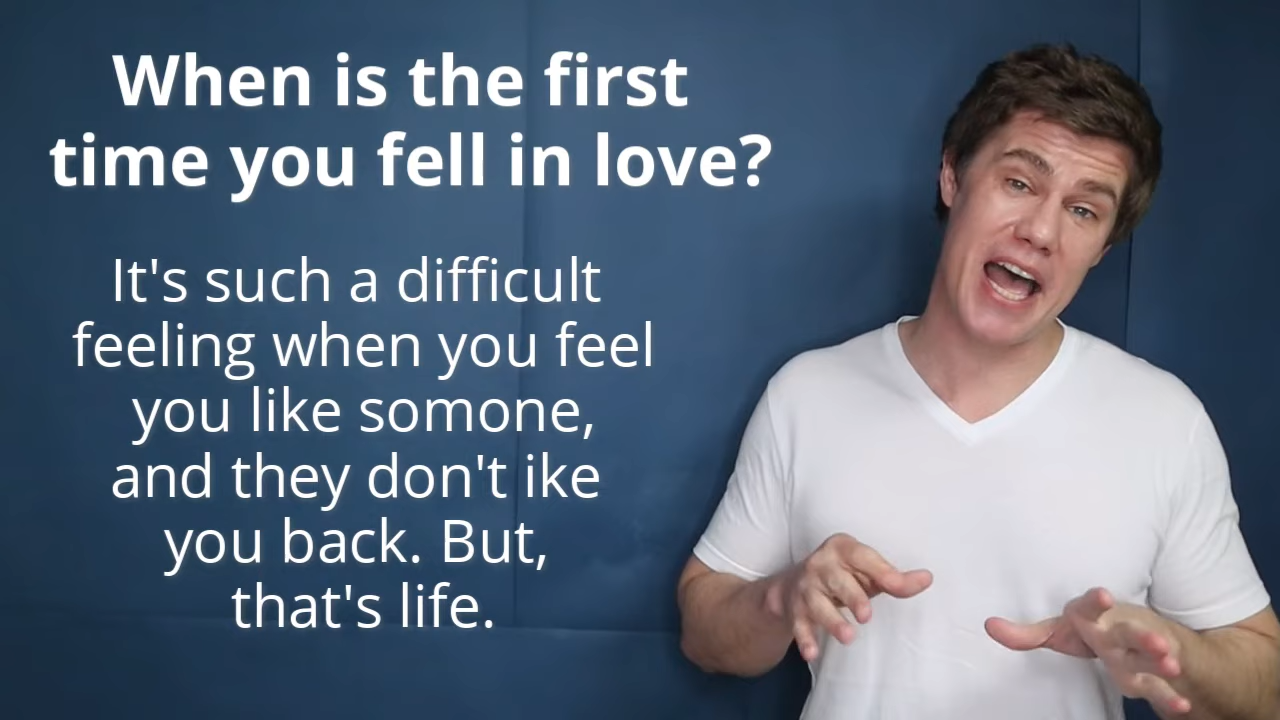 When is the first
time you fell in love?
It's such a difficult
feeling when you feel
you like somone,
and they don't ike
you back. But,
that's life.